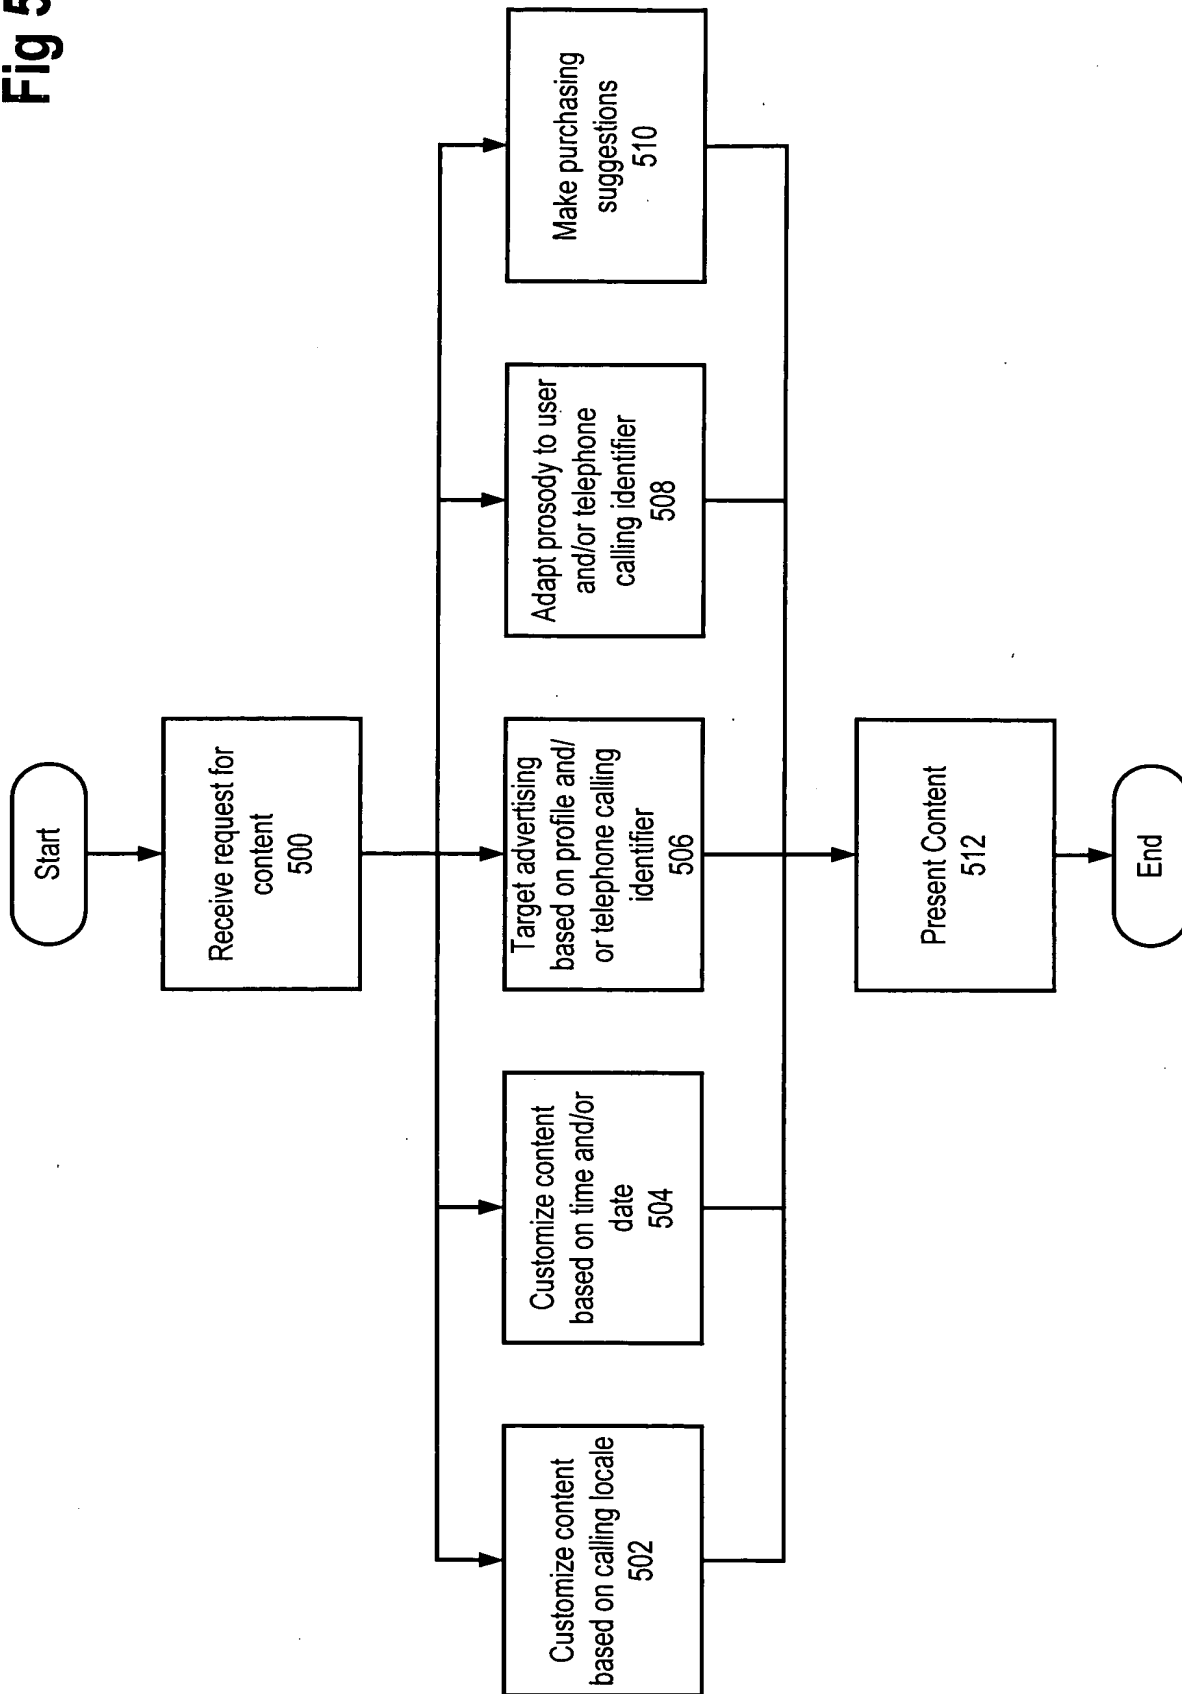 Fig 5
Start
Receive request for
content
500
Customize content
based on calling locale
502
Customize content
based on time and/or
date
504
Target advertising
based on profile and/
or telephone calling
identifier
506
Adapt prosody to user
and/or telephone
calling identifier
508
Make purchasing
suggestions
510
Present Content
512
End